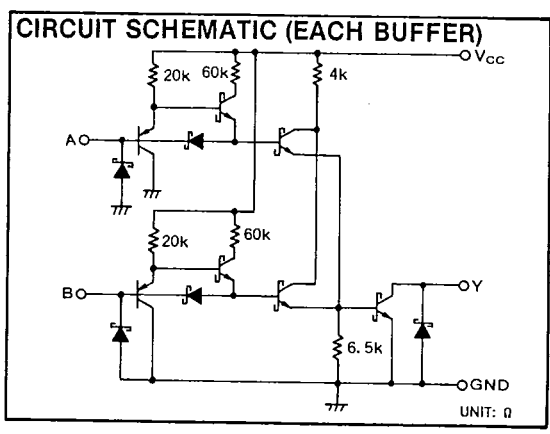 CIRCUIT SCHEMATIC (EACH BUFFER)
VCC
20k
60k
4k
A
20k
60k
B
Y
6.5k
GND
UNIT: Ω